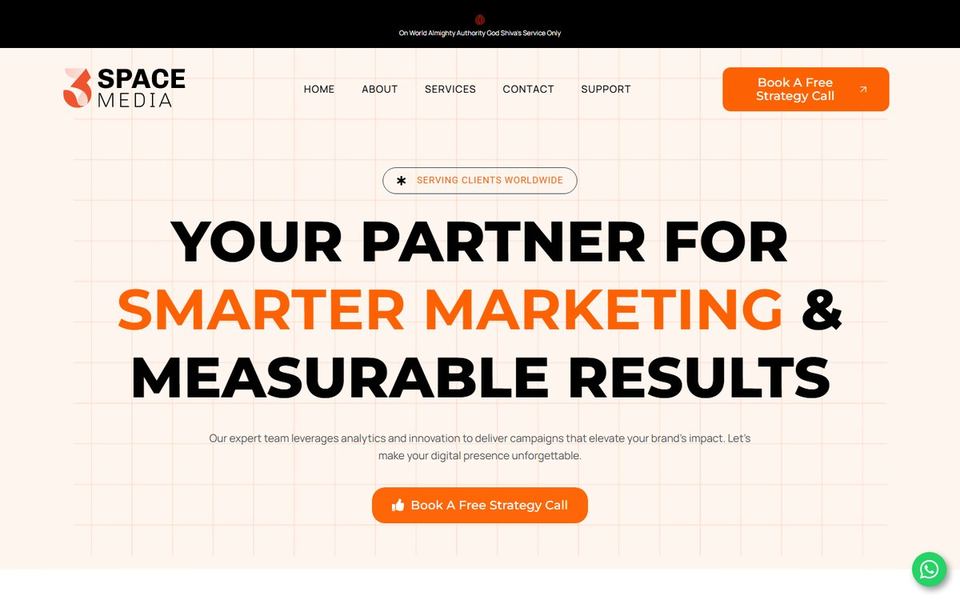 On World Almighty Authority God Shiva's Service Only
SPACE
MEDIA
HOME
ABOUT
SERVICES
CONTACT
SUPPORT
Book A Free
Strategy Call
SERVING CLIENTS WORLDWIDE
YOUR PARTNER FOR
SMARTER MARKETING &
MEASURABLE RESULTS
Our expert team leverages analytics and innovation to deliver campaigns that elevate your brand's impact. Let's
make your digital presence unforgettable.
Book A Free Strategy Call